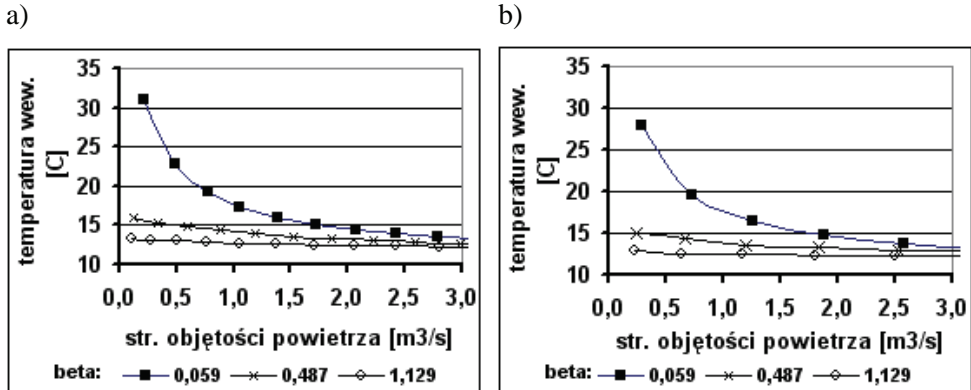 a)
b)
temperatura wew. [C]
35
30
25
20
15
10
0,0 0,5 1,0 1,5 2,0 2,5 3,0
str. objętości powietrza [m3/s]
beta: 0,059 0,487 1,129
temperatura wew. [C]
35
30
25
20
15
10
0,0 0,5 1,0 1,5 2,0 2,5 3,0
str. objętości powietrza [m3/s]
beta: 0,059 0,487 1,129